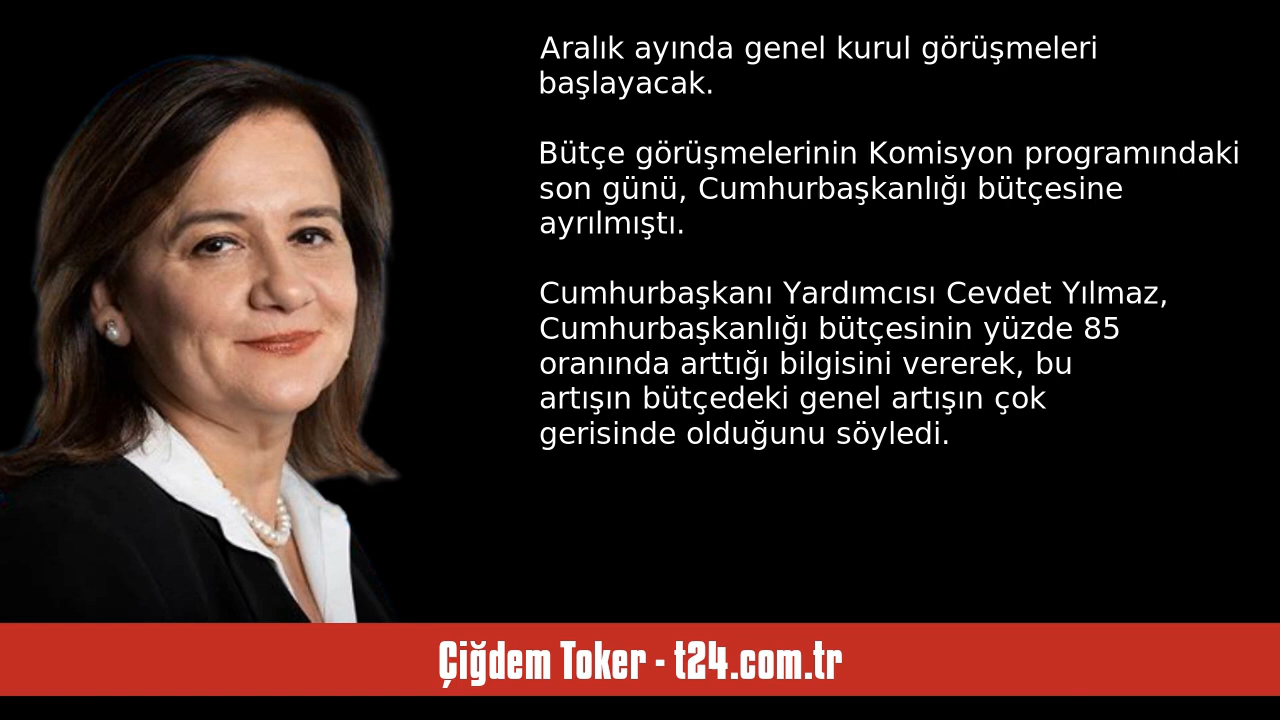 Aralık ayında genel kurul görüşmeleri
başlayacak.
Bütçe görüşmelerinin Komisyon programındaki
son günü, Cumhurbaşkanlığı bütçesine
ayrılmıştı.
Cumhurbaşkanı Yardımcısı Cevdet Yılmaz,
Cumhurbaşkanlığı bütçesinin yüzde 85
oranında arttığı bilgisini vererek, bu
artışın bütçedeki genel artışın çok
gerisinde olduğunu söyledi.
Çiğdem Toker - t24.com.tr